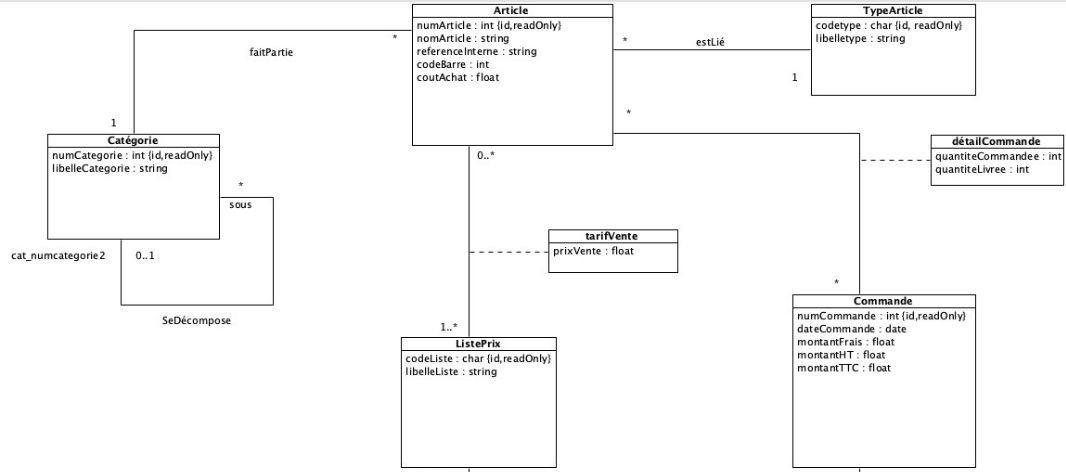 Article
numArticle : int {id,readOnly}
nomArticle : string
referenceInterne : string
codeBarre : int
coutAchat : float
TypeArticle
codetype : char {id, readOnly}
libelletype : string
*
faitPartie
*
estLié
1
*
1
Catégorie
numCategorie : int {id,readOnly}
libelleCategorie : string
*
sous
cat_numcategorie2
0..1
SeDécompose
0..*
détailCommande
quantiteCommandee : int
quantiteLivree : int
tarifVente
prixVente : float
*
1..*
Commande
numCommande : int {id,readOnly}
dateCommande : date
montantFrais : float
montantHT : float
montantTTC : float
ListePrix
codeListe : char {id,readOnly}
libelleListe : string